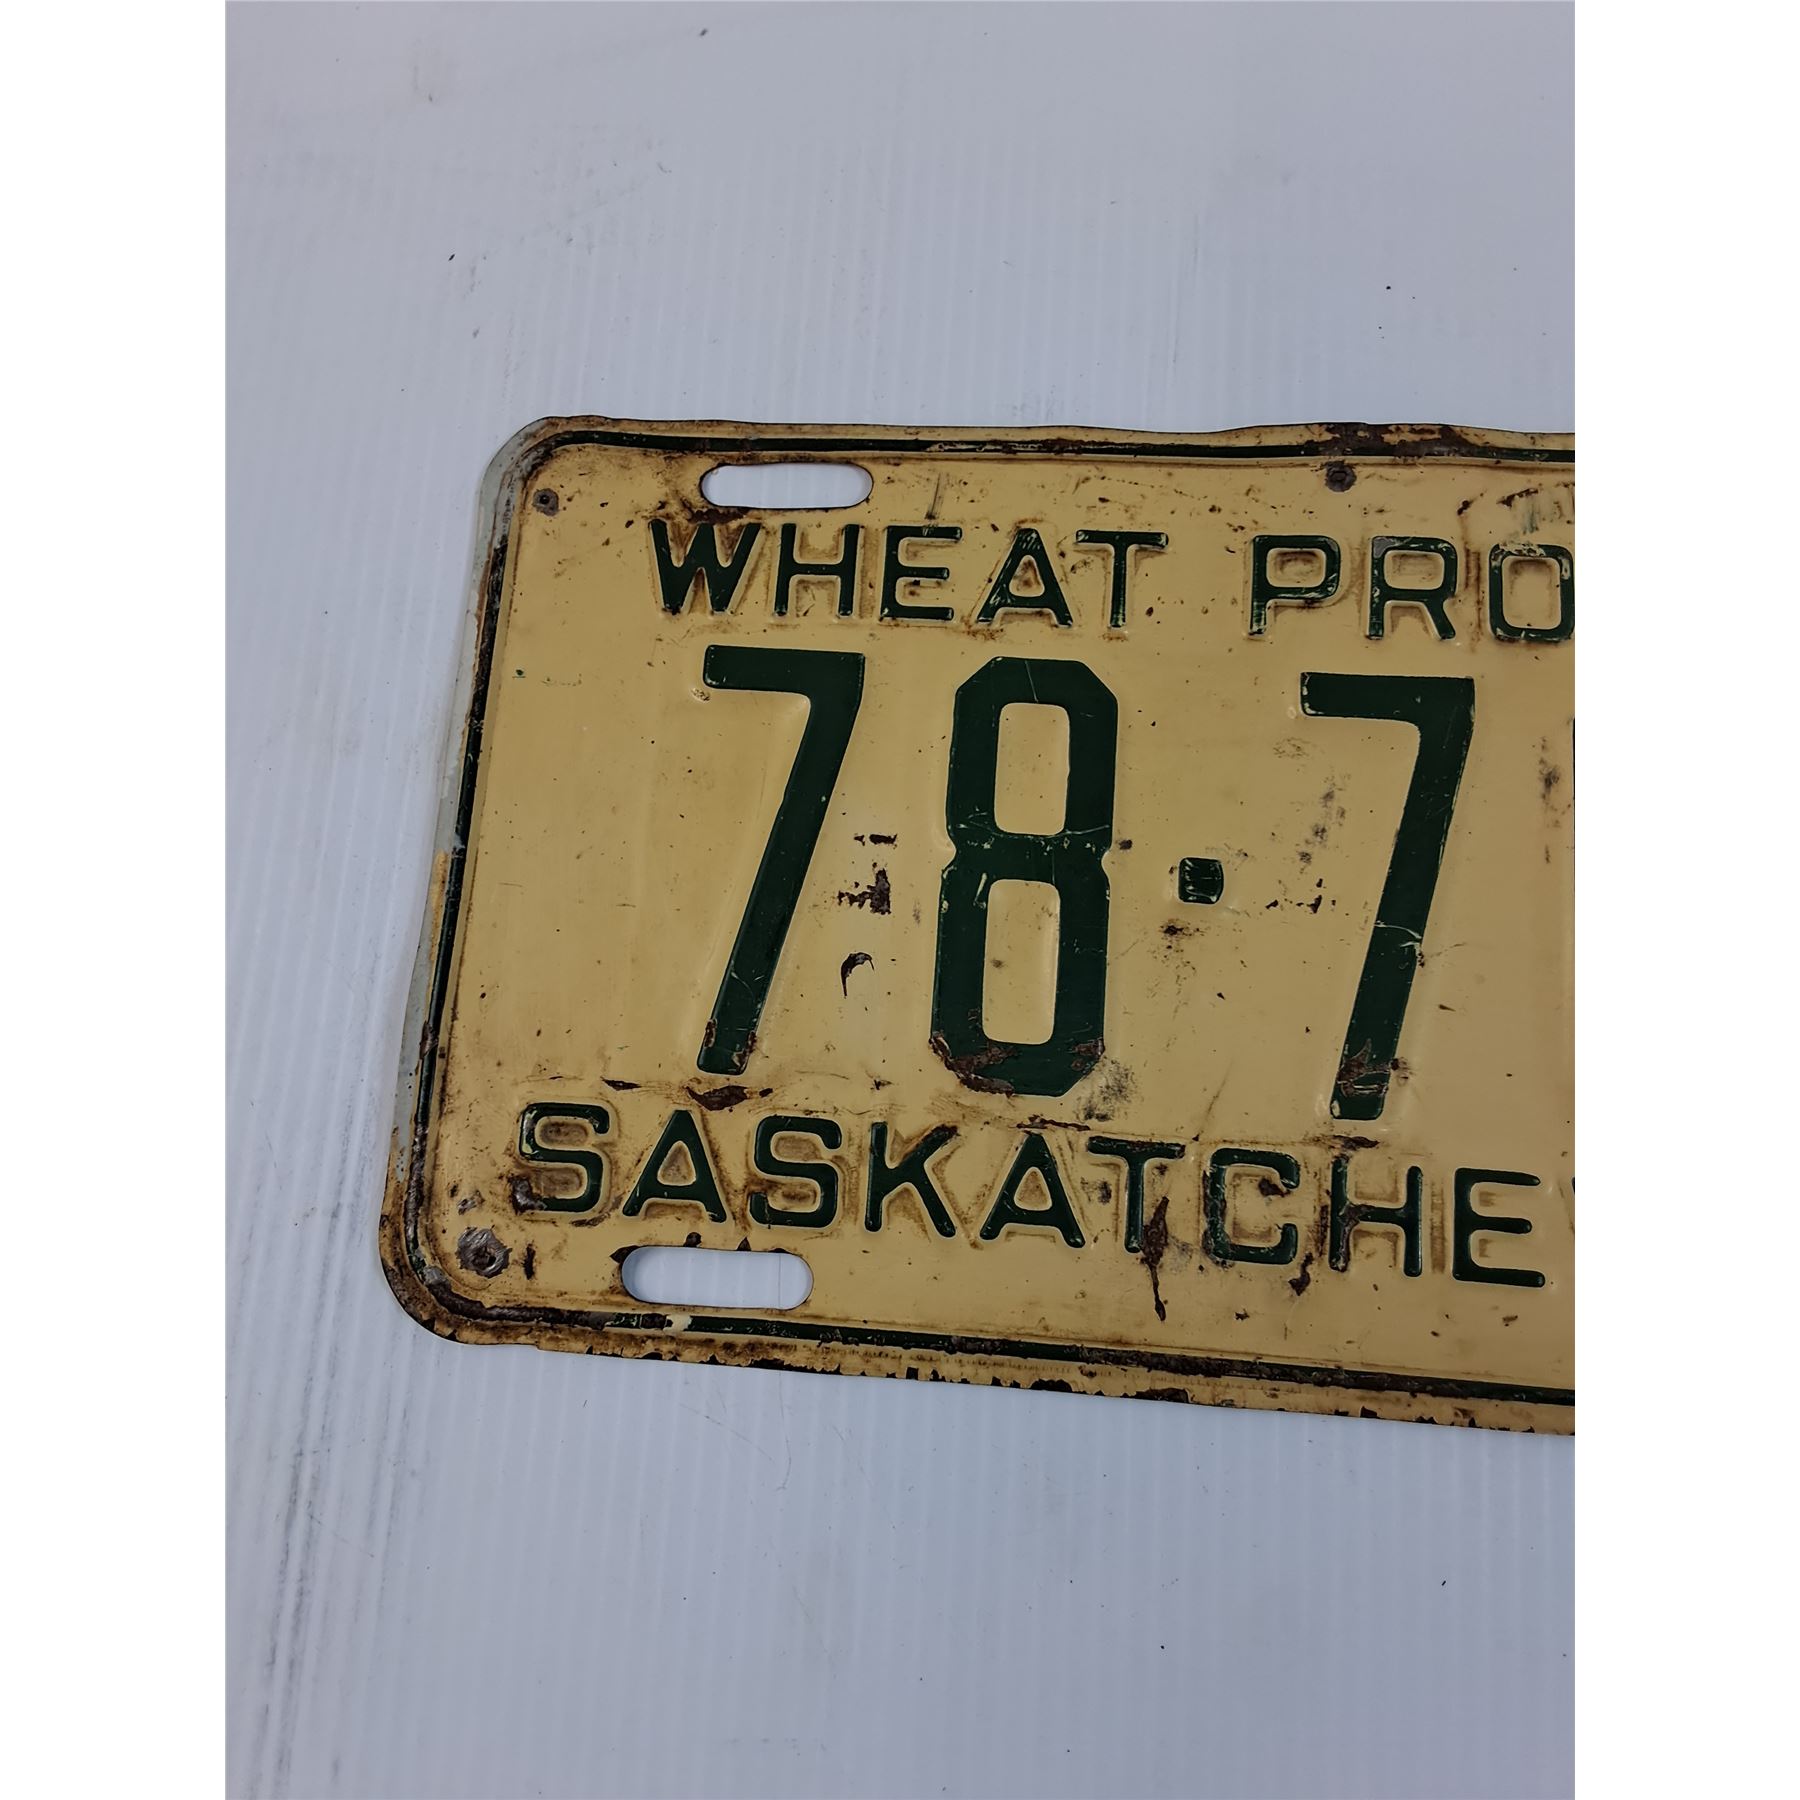 WHEAT PRO
78·7
SASKATCHE